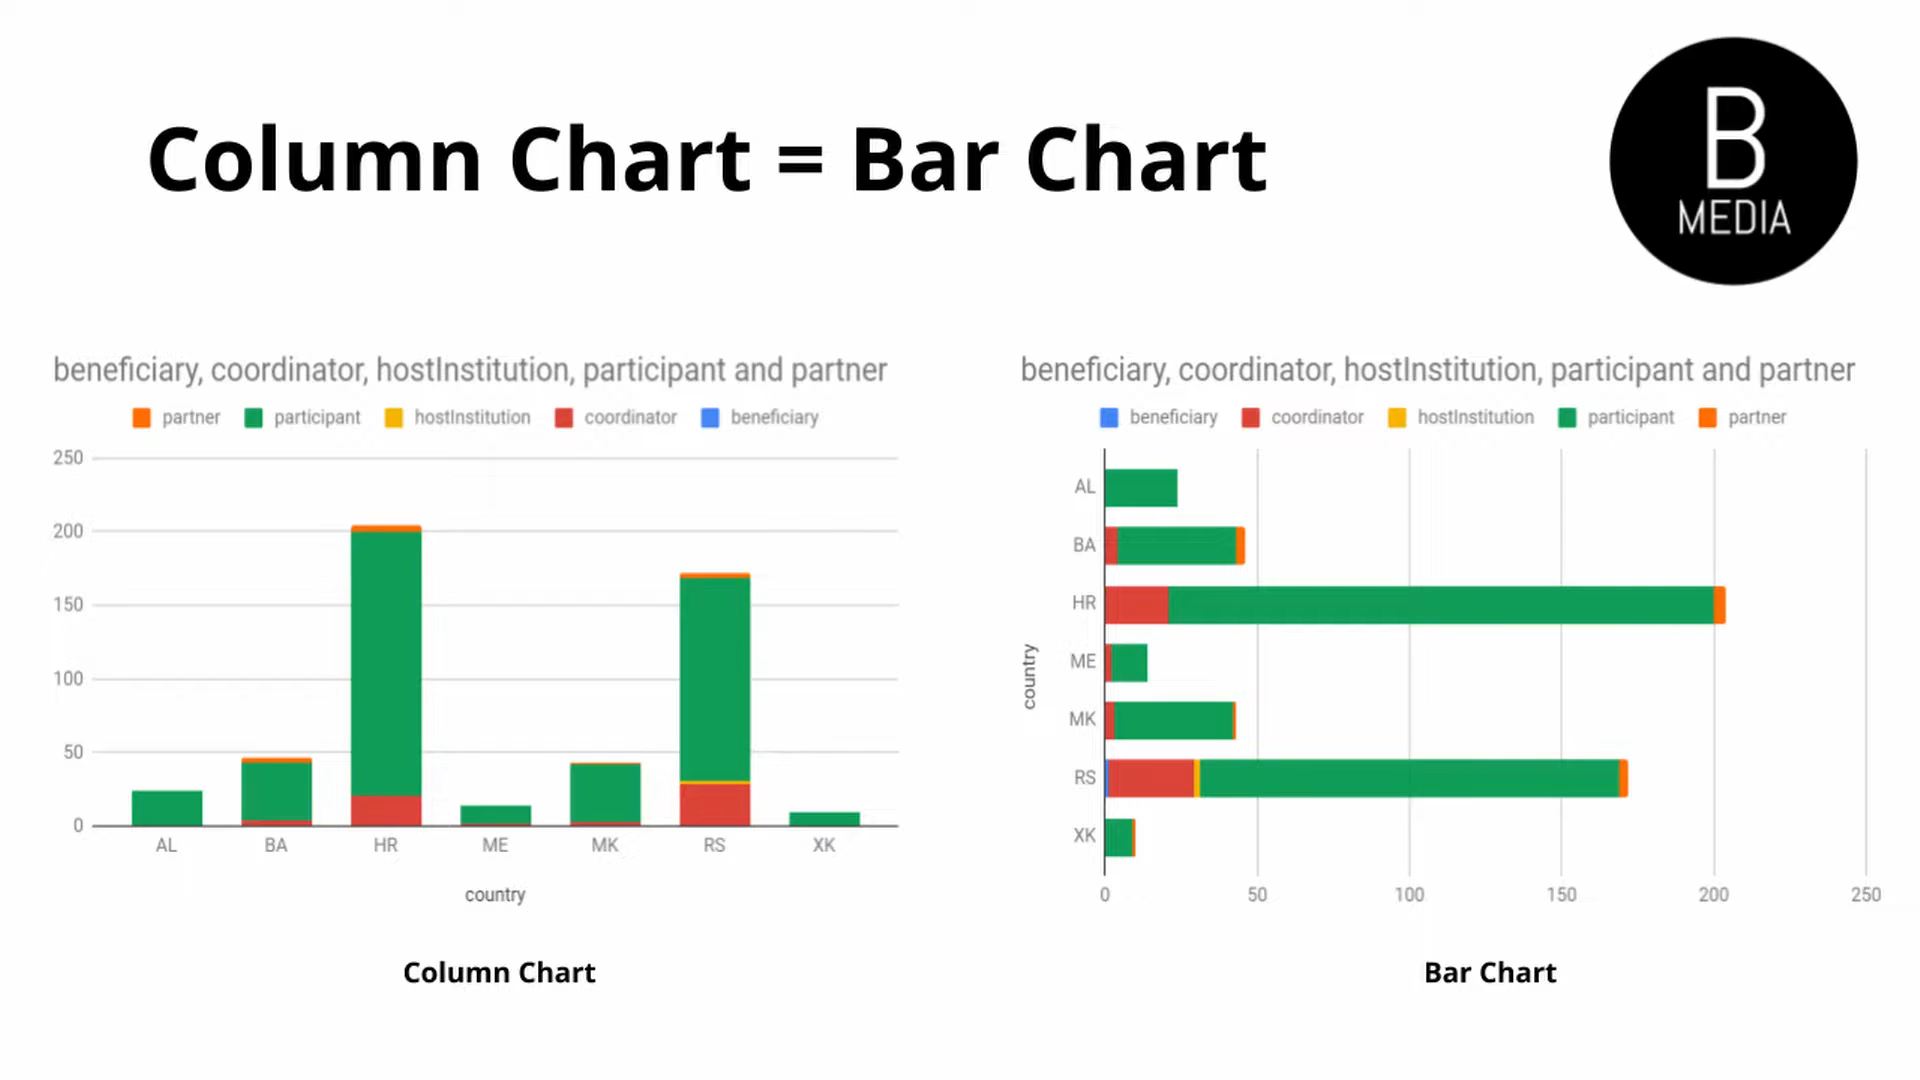 Column Chart = Bar Chart
B
MEDIA
beneficiary, coordinator, hostInstitution, participant and partner
partner participant hostInstitution coordinator beneficiary
250
200
150
100
50
0
AL BA HR ME MK RS XK
country
Column Chart
beneficiary, coordinator, hostInstitution, participant and partner
beneficiary coordinator hostInstitution participant partner
country
AL
BA
HR
ME
MK
RS
XK
0 50 100 150 200 250
Bar Chart